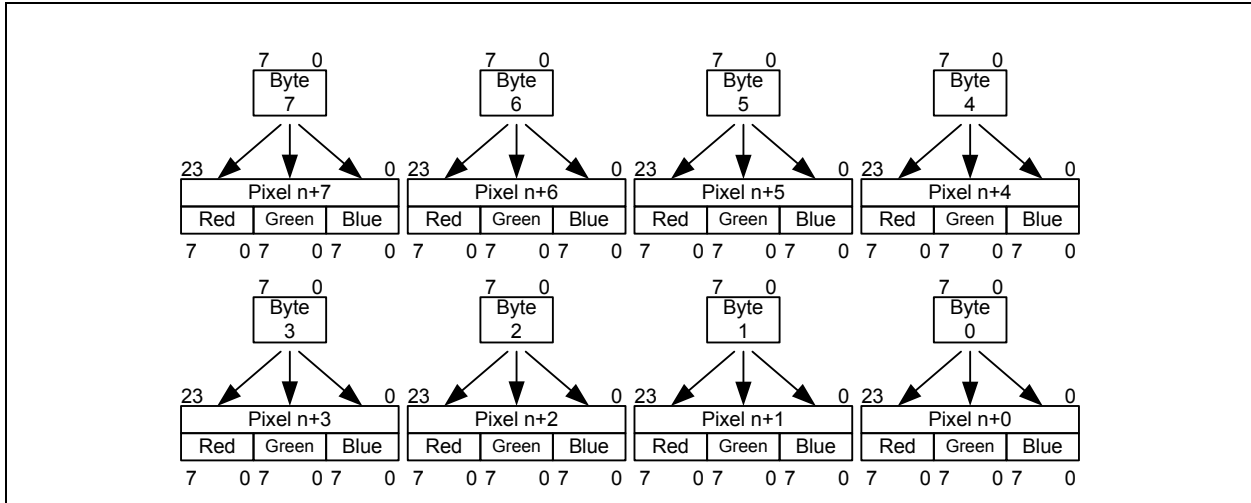 7 0 7 0 7 0 7 0
Byte Byte Byte Byte
7 6 5 4
23 0 23 0 23 0 23 0
Pixel n+7 Pixel n+6 Pixel n+5 Pixel n+4
Red Green Blue Red Green Blue Red Green Blue Red Green Blue
7 0 7 0 7 0 7 0 7 0 7 0 7 0 7 0 7 0 7 0 7 0 7 0
7 0 7 0 7 0 7 0
Byte Byte Byte Byte
3 2 1 0
23 0 23 0 23 0 23 0
Pixel n+3 Pixel n+2 Pixel n+1 Pixel n+0
Red Green Blue Red Green Blue Red Green Blue Red Green Blue
7 0 7 0 7 0 7 0 7 0 7 0 7 0 7 0 7 0 7 0 7 0 7 0